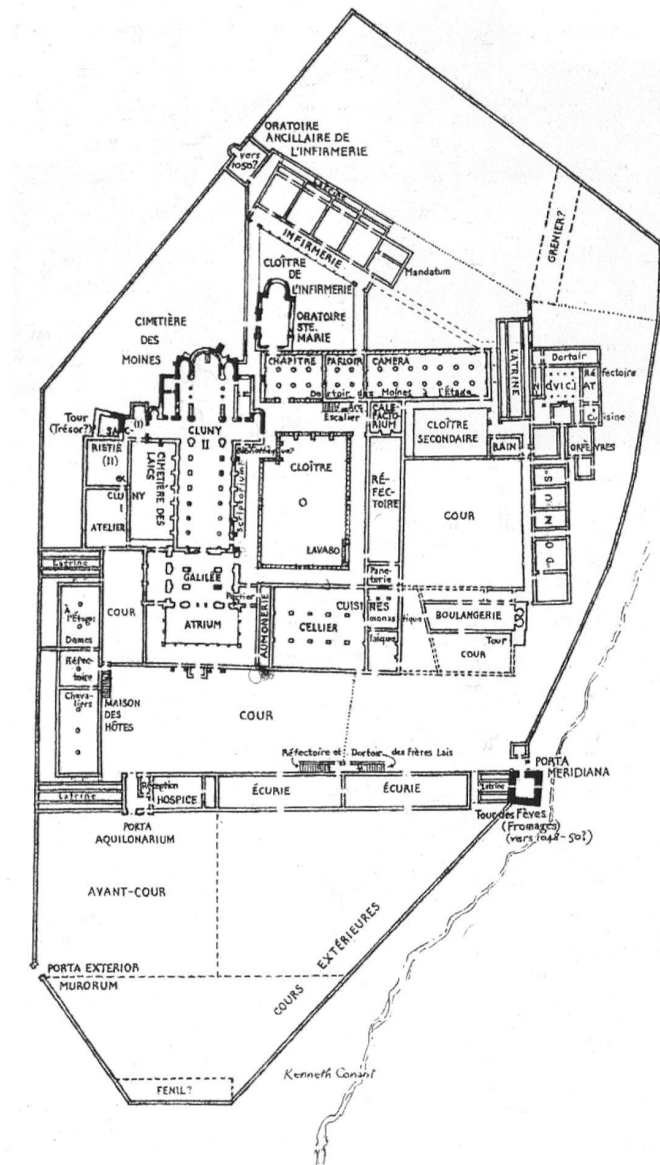 ORATOIRE
ANCILLAIRE DE
L'INFIRMERIE
vers
1050?
Latrine
INFIRMERIE
GRENIER?
Mandatum
CLOÎTRE
DE
L'INFIRMERIE
CIMETIÈRE
DES
MOINES
ORATOIRE
STE.
MARIE
CHAPÎTRE
PARLOIR
CAMERA
Dortoir des Moines à l'Étage
LATRINE
Dortoir
Réfectoire
Cuisine
ORFÈVRES
Tour
(Trésor?)
(I)
CLUNY
II
Escalier
CALE-
FACTO-
RIUM
CLOÎTRE
SECONDAIRE
BAIN
RISTIE
(II)
CIMETIÈRE DES
LAICS
Scriptorium
CLOÎTRE
RÉ-
FEC-
TOIRE
COUR
CLUNY
I
ATELIER
LAVABO
Latrine
GALILÉE
Paneterie
À
l'Étage
Dames
COUR
Portier
ATRIUM
AUMONERIE
CELLIER
CUISINES
monastique
laïque
BOULANGERIE
Tour
COUR
Réfec-
toire
Cheva-
liers
MAISON
DES
HÔTES
COUR
Réfectoire et Dortoir des Frères Lais
PORTA
MERIDIANA
Latrine
Réception
HOSPICE
ÉCURIE
ÉCURIE
Latrine
PORTA
AQUILONARIUM
Tour des Fèves
(Fromages)
(vers 1048-50?)
AVANT-COUR
COURS EXTÉRIEURES
PORTA EXTERIOR
MURORUM
FENIL?
Kenneth Conant